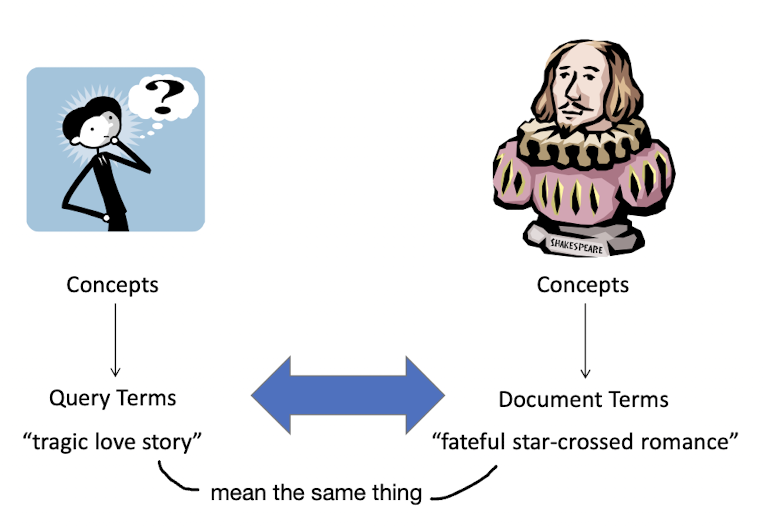 ?
SHAKESPEARE
Concepts
Concepts
Query Terms
Document Terms
“tragic love story”
“fateful star-crossed romance”
mean the same thing